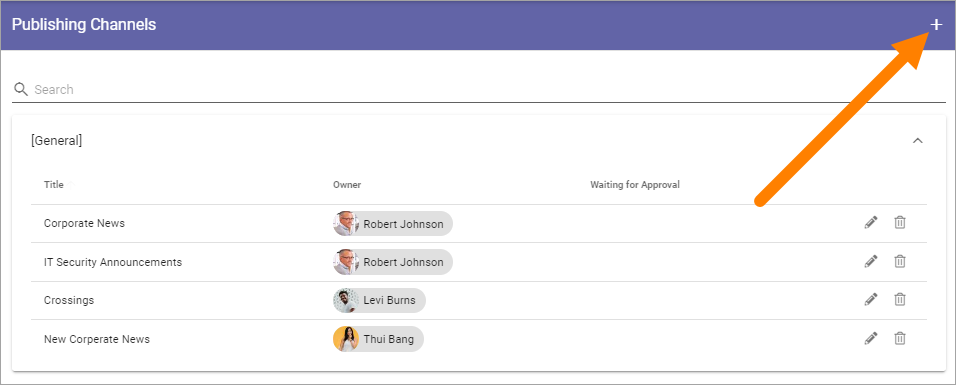 Publishing Channels
Search
[General]
Title Owner Waiting for Approval
Corporate News Robert Johnson
IT Security Announcements Robert Johnson
Crossings Levi Burns
New Corperate News Thui Bang